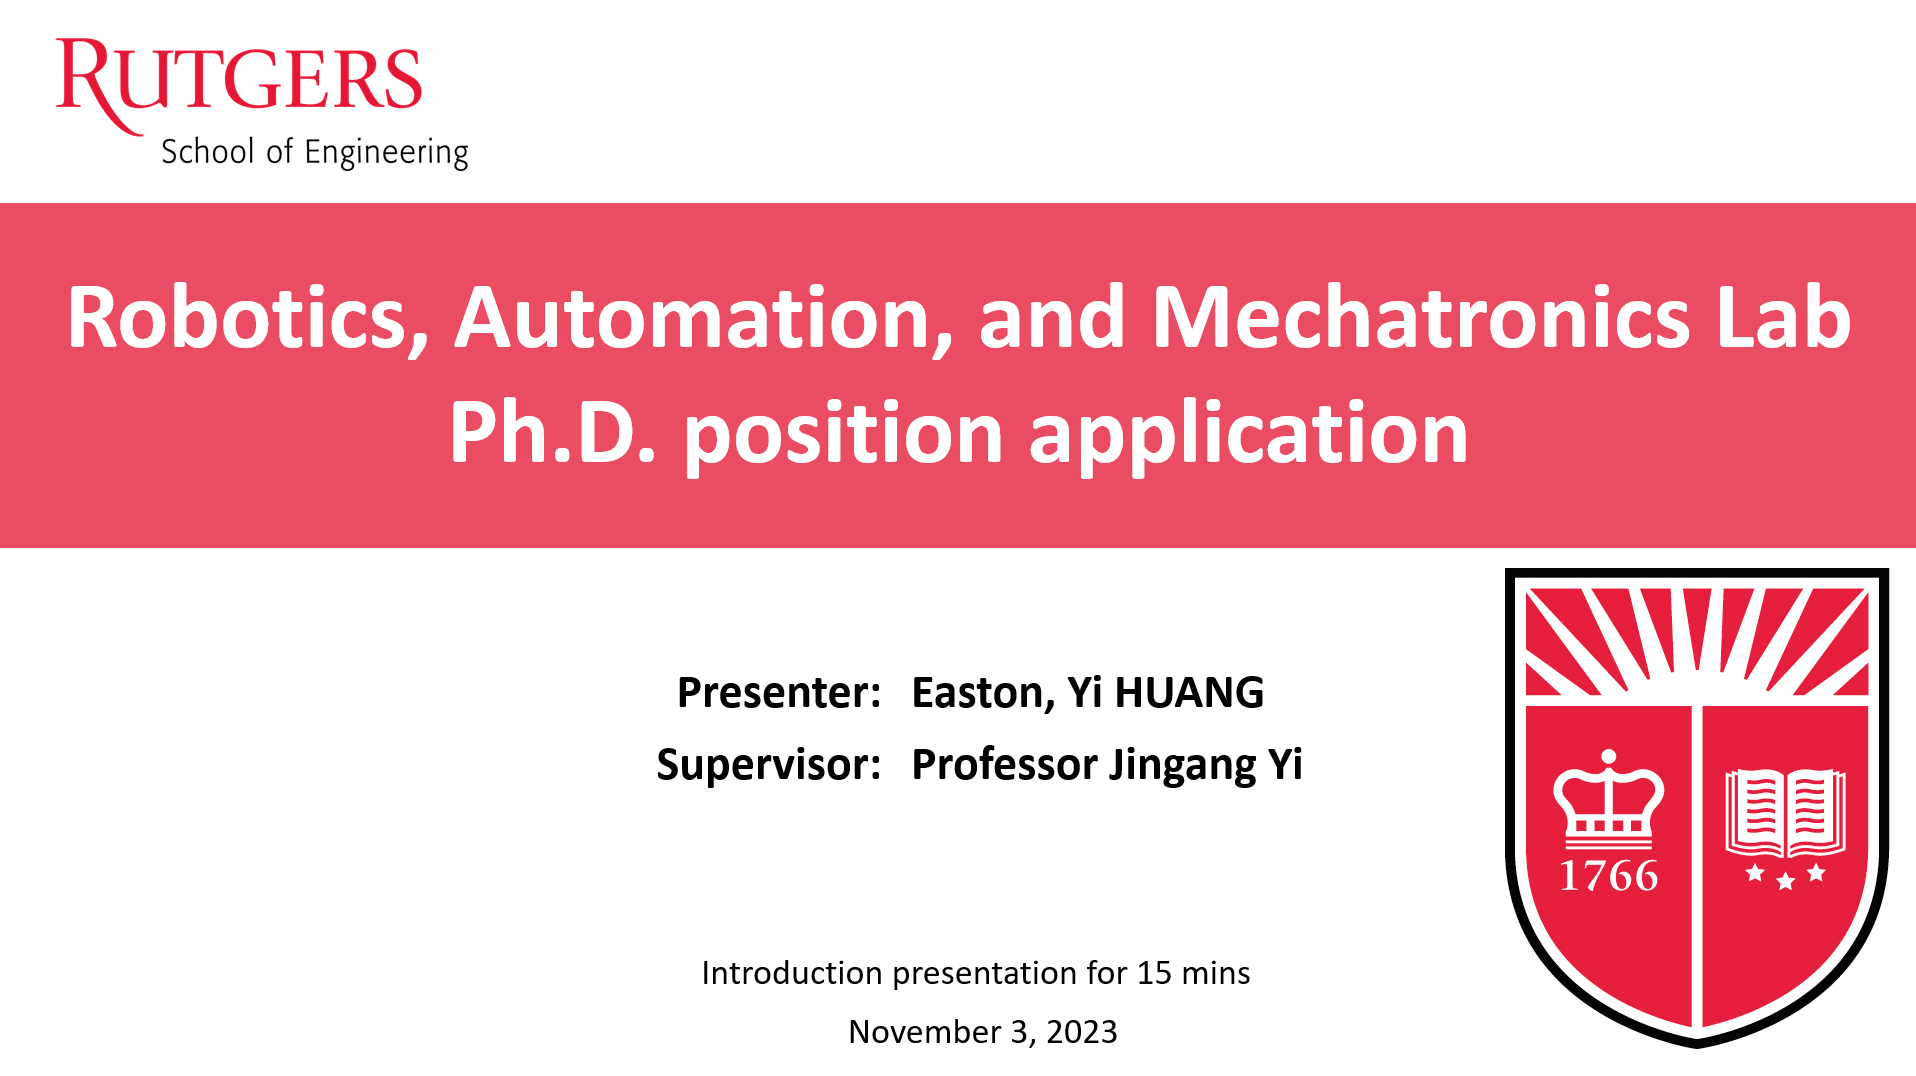 RUTGERS
School of Engineering
Robotics, Automation, and Mechatronics Lab
Ph.D. position application
Presenter: Easton, Yi HUANG
Supervisor: Professor Jingang Yi
1766
Introduction presentation for 15 mins
November 3, 2023